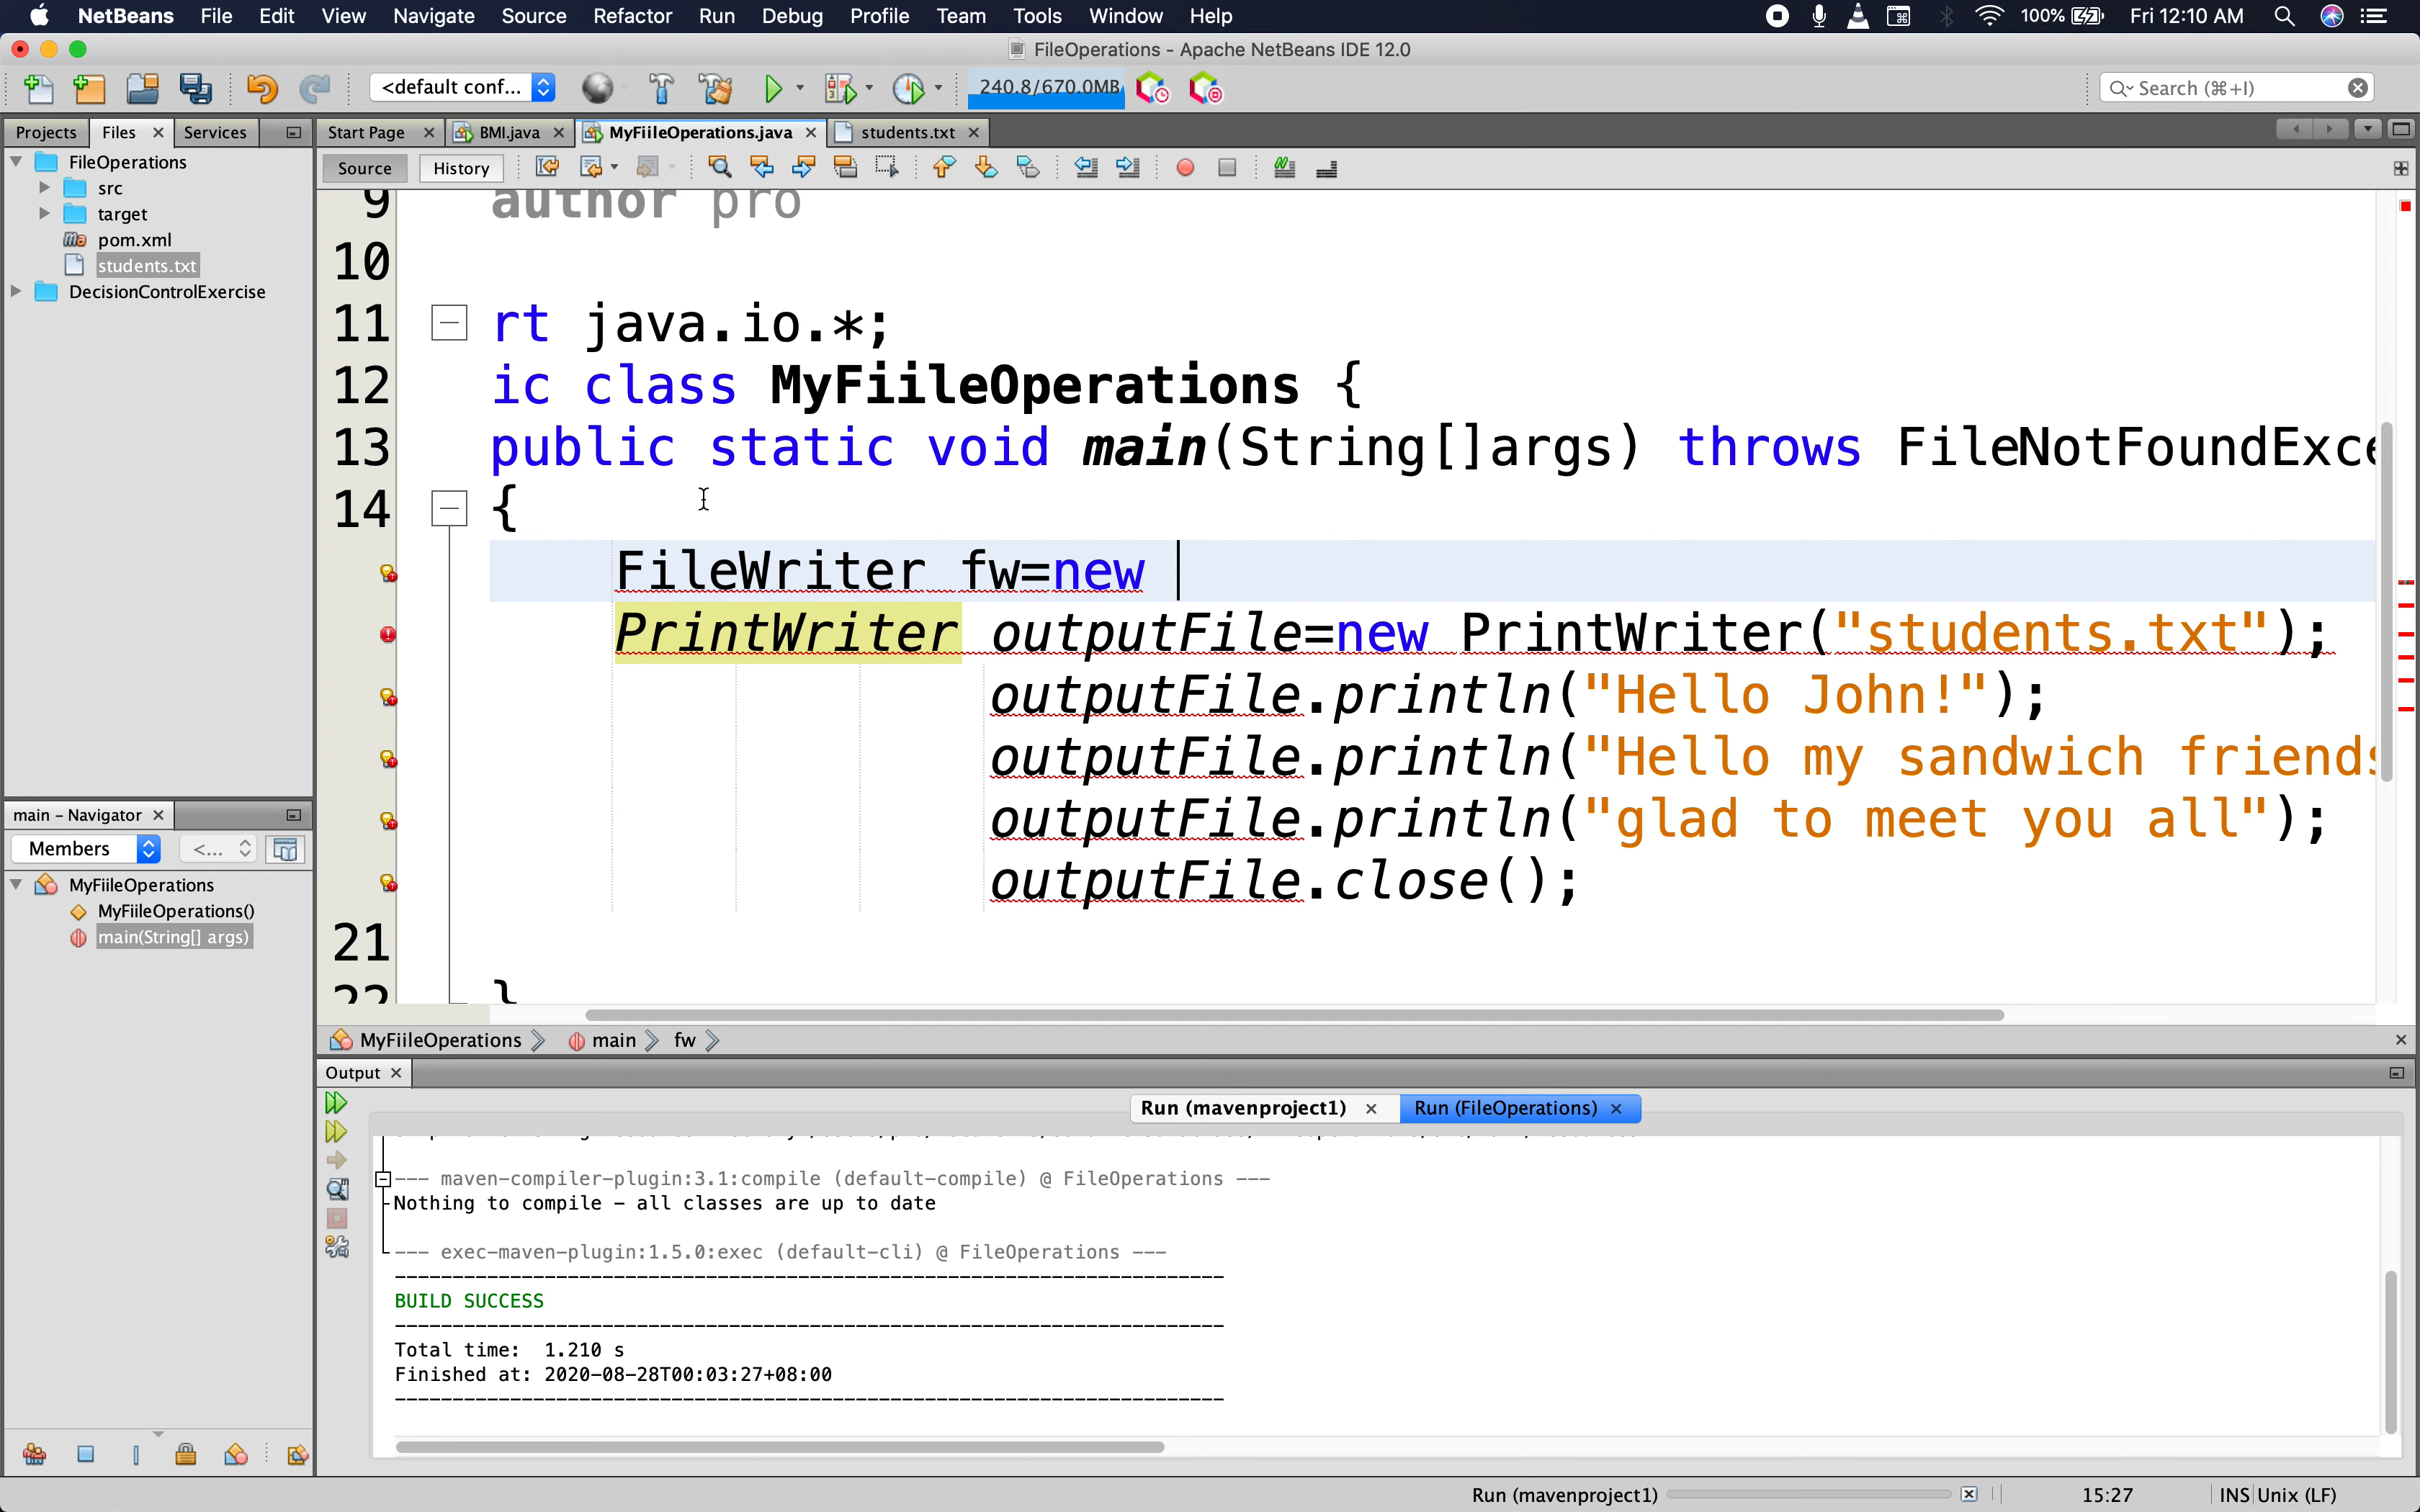 NetBeans File Edit View Navigate Source Refactor Run Debug Profile Team Tools Window Help 100% Fri 12:10 AM
FileOperations - Apache NetBeans IDE 12.0
<default conf... 240.8/670.0MB Search (⌘+I)
Projects Files Services Start Page BMI.java MyFiileOperations.java students.txt
Source History
FileOperations
src
target
pom.xml
students.txt
DecisionControlExercise
9 author pro
10
11 rt java.io.*;
12 ic class MyFiileOperations {
13 public static void main(String[]args) throws FileNotFoundExce
14 {
FileWriter fw=new
PrintWriter outputFile=new PrintWriter("students.txt");
outputFile.println("Hello John!");
outputFile.println("Hello my sandwich friends
outputFile.println("glad to meet you all");
outputFile.close();
21
22 }
main - Navigator
Members <...
MyFiileOperations
MyFiileOperations()
main(String[] args)
MyFiileOperations main fw
Output
Run (mavenproject1) Run (FileOperations)
--- maven-compiler-plugin:3.1:compile (default-compile) @ FileOperations ---
Nothing to compile - all classes are up to date
--- exec-maven-plugin:1.5.0:exec (default-cli) @ FileOperations ---
------------------------------------------------------------------------
BUILD SUCCESS
------------------------------------------------------------------------
Total time: 1.210 s
Finished at: 2020-08-28T00:03:27+08:00
------------------------------------------------------------------------
Run (mavenproject1) 15:27 INS Unix (LF)